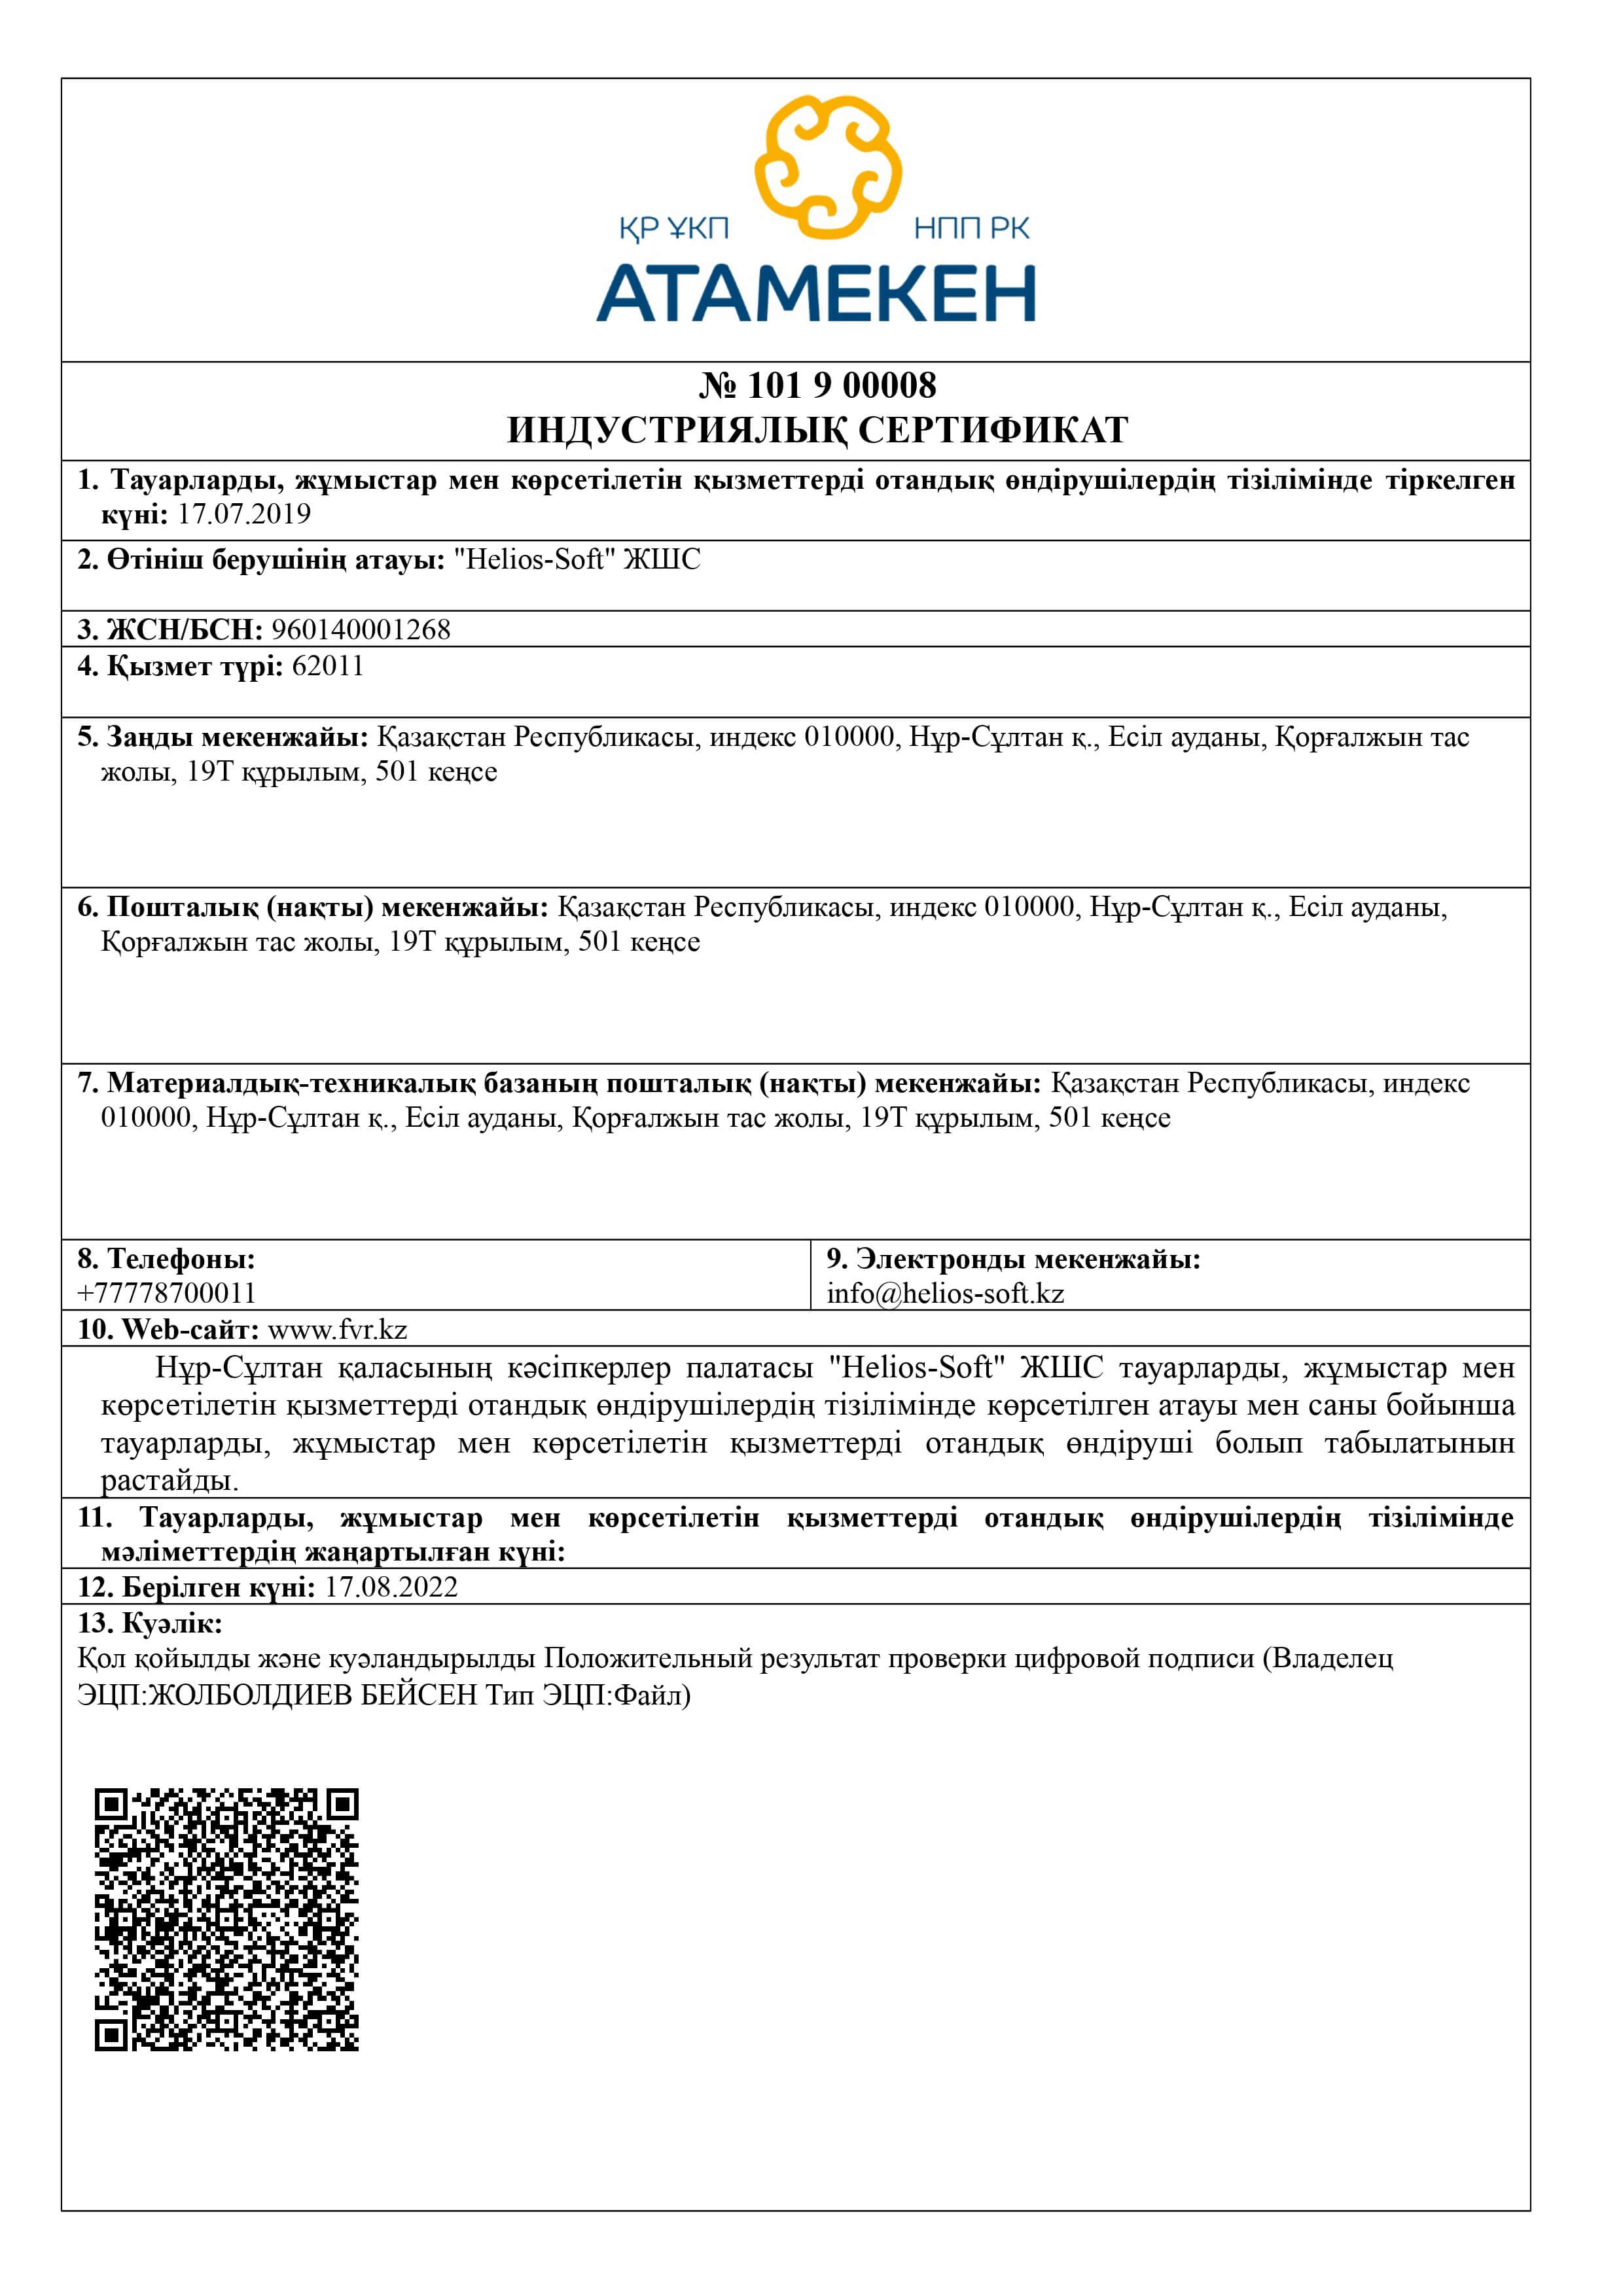 ҚР ҰКП
НПП РК
АТАМЕКЕН
№ 101 9 00008
ИНДУСТРИЯЛЫҚ СЕРТИФИКАТ
1. Тауарларды, жұмыстар мен көрсетілетін қызметтерді отандық өндірушілердің тізілімінде тіркелген
күні: 17.07.2019
2. Өтініш берушінің атауы: "Helios-Soft" ЖШС
3. ЖСН/БСН: 960140001268
4. Қызмет түрі: 62011
5. Заңды мекенжайы: Қазақстан Республикасы, индекс 010000, Нұр-Сұлтан қ., Есіл ауданы, Қорғалжын тас
жолы, 19Т құрылым, 501 кеңсе
6. Пошталық (нақты) мекенжайы: Қазақстан Республикасы, индекс 010000, Нұр-Сұлтан қ., Есіл ауданы,
Қорғалжын тас жолы, 19Т құрылым, 501 кеңсе
7. Материалдық-техникалық базаның пошталық (нақты) мекенжайы: Қазақстан Республикасы, индекс
010000, Нұр-Сұлтан қ., Есіл ауданы, Қорғалжын тас жолы, 19Т құрылым, 501 кеңсе
8. Телефоны:
+77778700011
9. Электронды мекенжайы:
info@helios-soft.kz
10. Web-сайт: www.fvr.kz
Нұр-Сұлтан қаласының кәсіпкерлер палатасы "Helios-Soft" ЖШС тауарларды, жұмыстар мен
көрсетілетін қызметтерді отандық өндірушілердің тізілімінде көрсетілген атауы мен саны бойынша
тауарларды, жұмыстар мен көрсетілетін қызметтерді отандық өндіруші болып табылатынын
растайды.
11. Тауарларды, жұмыстар мен көрсетілетін қызметтерді отандық өндірушілердің тізілімінде
мәліметтердің жаңартылған күні:
12. Берілген күні: 17.08.2022
13. Куәлік:
Қол қойылды және куәландырылды Положительный результат проверки цифровой подписи (Владелец
ЭЦП:ЖОЛБОЛДИЕВ БЕЙСЕН Тип ЭЦП:Файл)